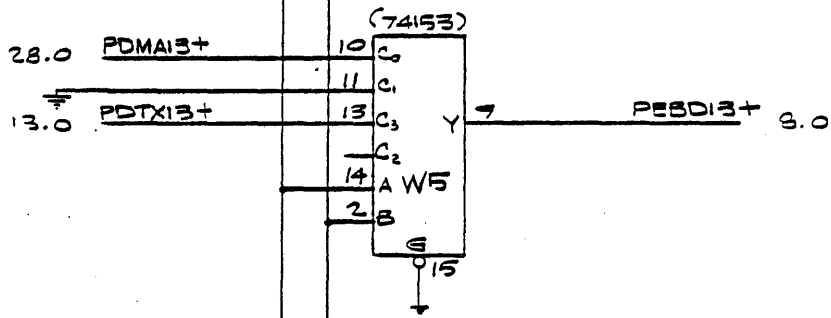 (74153)
28.0 PDMA13+ 10 C0
11 C1
13.0 PDTX13+ 13 C3 Y 9 PEBD13+ 8.0
C2
14 A W5
2 B
G
15